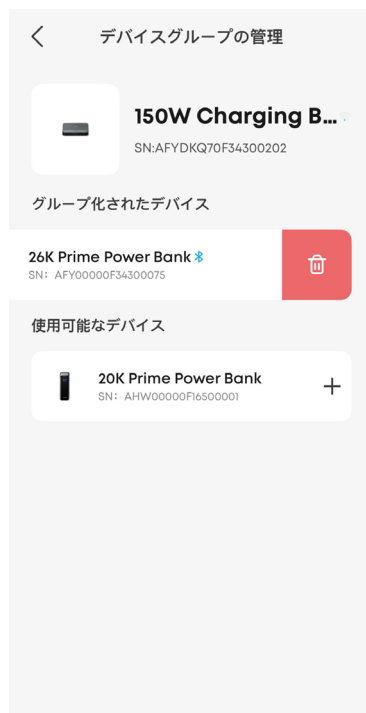 デバイスグループの管理
150W Charging B...
SN:AFYDKQ70F34300202
グループ化されたデバイス
26K Prime Power Bank
SN: AFY00000F34300075
使用可能なデバイス
20K Prime Power Bank
SN: AHW00000F16500001